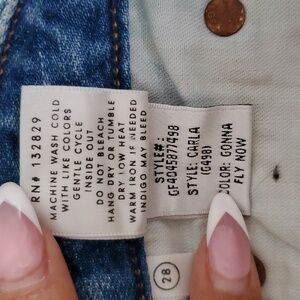 RN# 132829
MACHINE WASH COLD
WITH LIKE COLORS
GENTLE CYCLE
INSIDE OUT
DO NOT BLEACH
HANG DRY OR TUMBLE
DRY LOW HEAT
WARM IRON IF NEEDED
INDIGO MAY BLEED
STYLE#:
GF4045877498
STYLE: CARLA
(G498)
COLOR: GONNA
FLY NOW
28